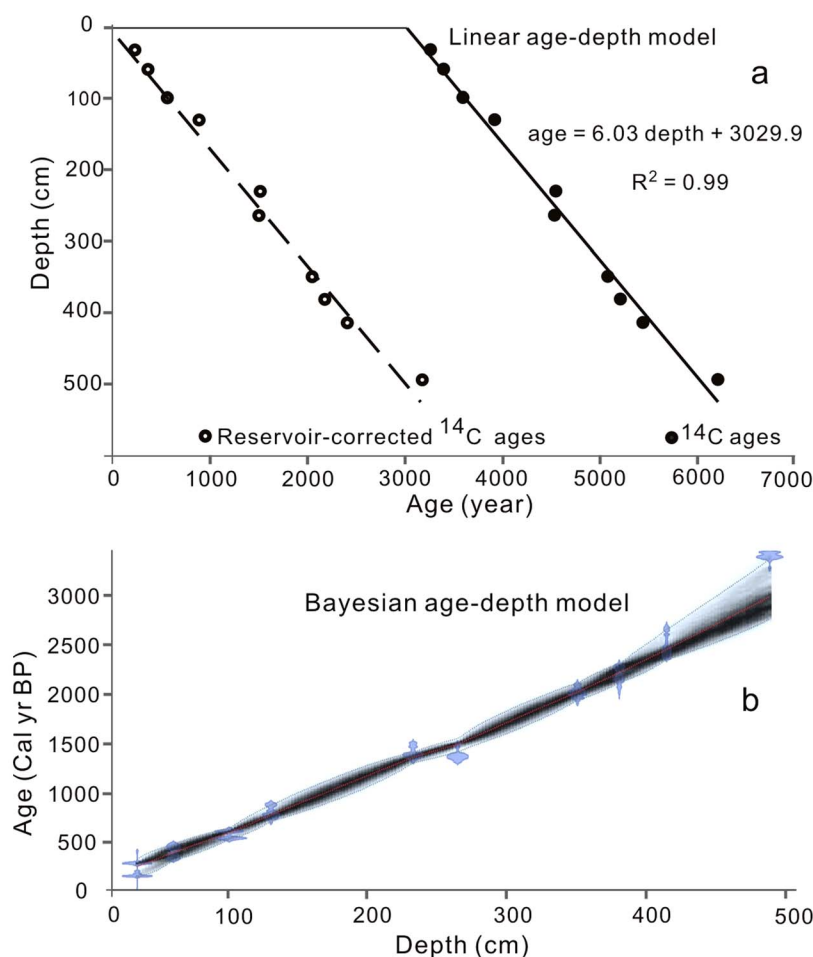 0
Linear age-depth model
a
100
age = 6.03 depth + 3029.9
200
R² = 0.99
300
400
500
Depth (cm)
Reservoir-corrected ¹⁴C ages
¹⁴C ages
0 1000 2000 3000 4000 5000 6000 7000
Age (year)
3000
Bayesian age-depth model
2500
2000
b
1500
1000
500
0
Age (Cal yr BP)
0 100 200 300 400 500
Depth (cm)